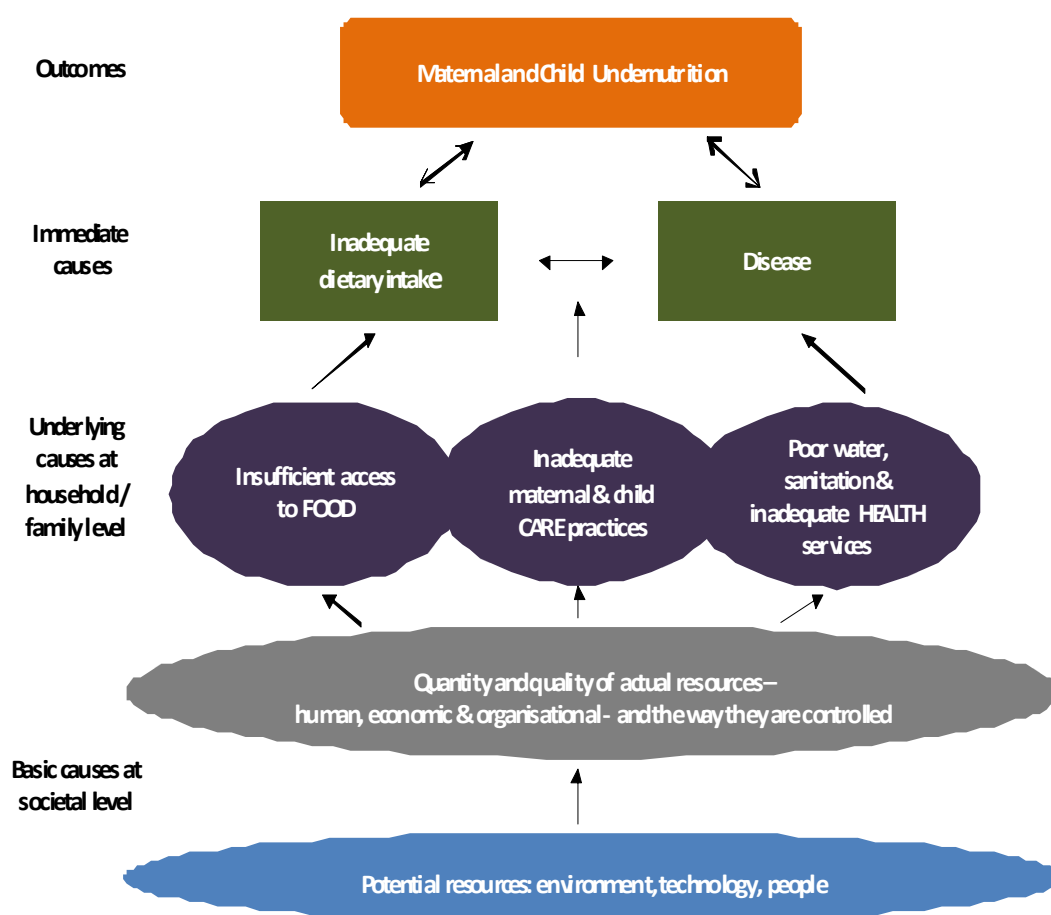 Outcomes
Maternal and Child Undernutrition
Immediate
causes
Inadequate
dietary intake
Disease
Underlying
causes at
household/
family level
Insufficient access
to FOOD
Inadequate
maternal & child
CARE practices
Poor water,
sanitation &
inadequate HEALTH
services
Quantity and quality of actual resources –
human, economic & organisational - and the way they are controlled
Basic causes at
societal level
Potential resources: environment, technology, people